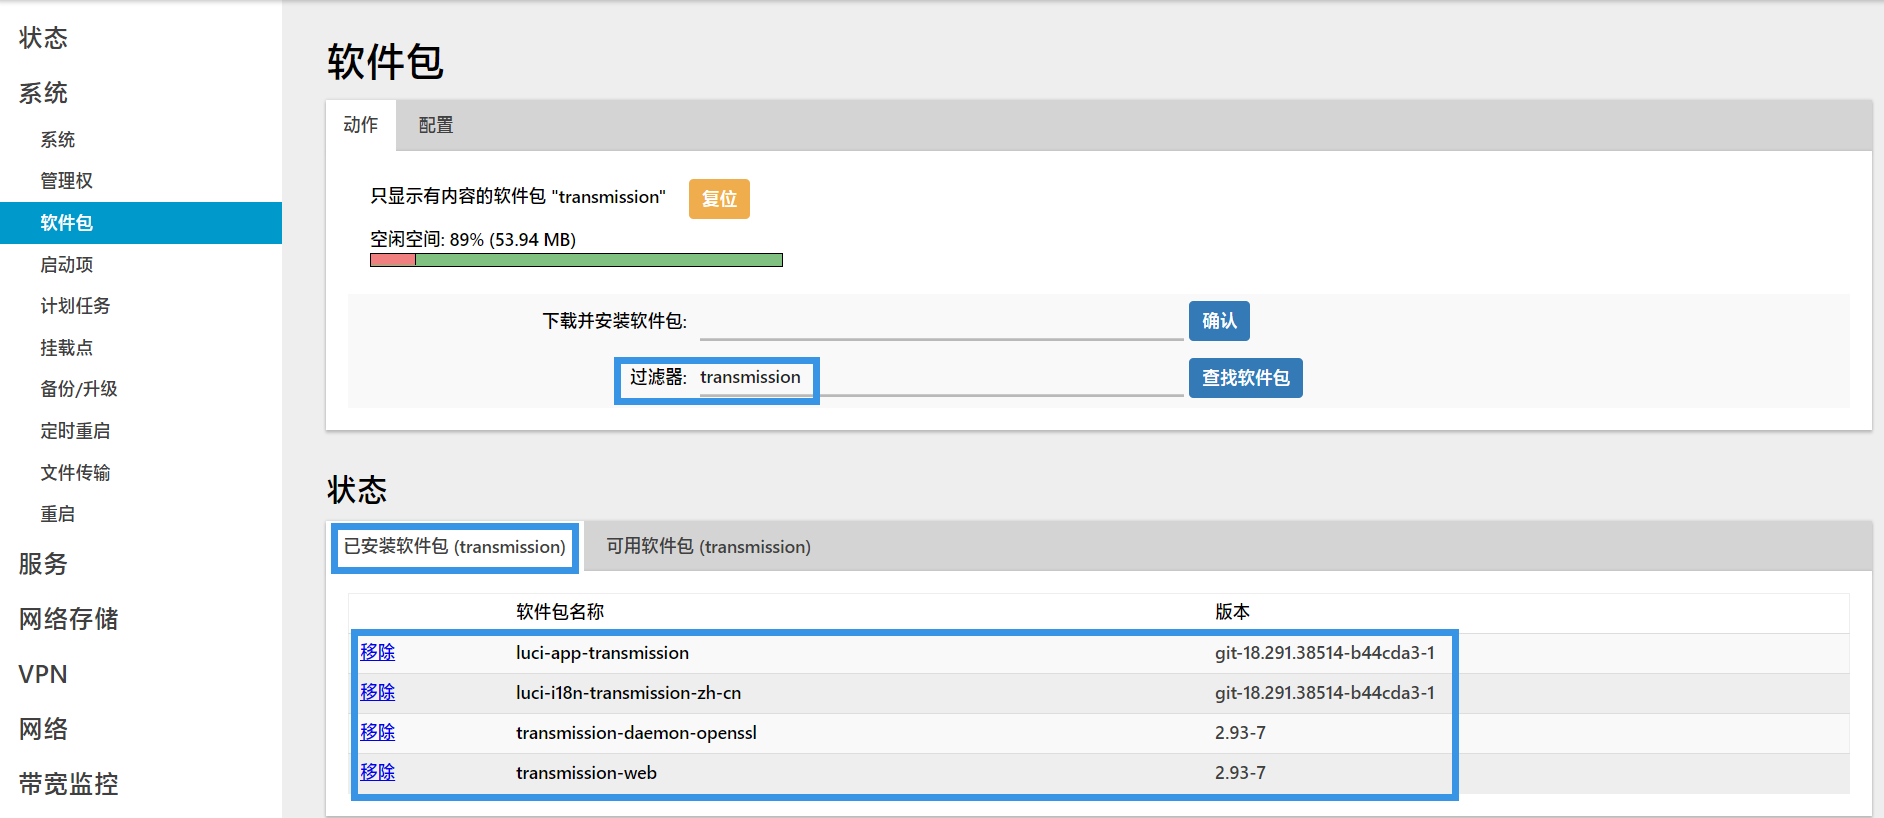 状态
系统
系统
管理权
软件包
启动项
计划任务
挂载点
备份/升级
定时重启
文件传输
重启
服务
网络存储
VPN
网络
带宽监控
软件包
动作 配置
只显示有内容的软件包 "transmission" 复位
空闲空间: 89% (53.94 MB)
下载并安装软件包: 确认
过滤器: transmission 查找软件包
状态
已安装软件包 (transmission) 可用软件包 (transmission)
软件包名称 版本
移除 luci-app-transmission git-18.291.38514-b44cda3-1
移除 luci-i18n-transmission-zh-cn git-18.291.38514-b44cda3-1
移除 transmission-daemon-openssl 2.93-7
移除 transmission-web 2.93-7